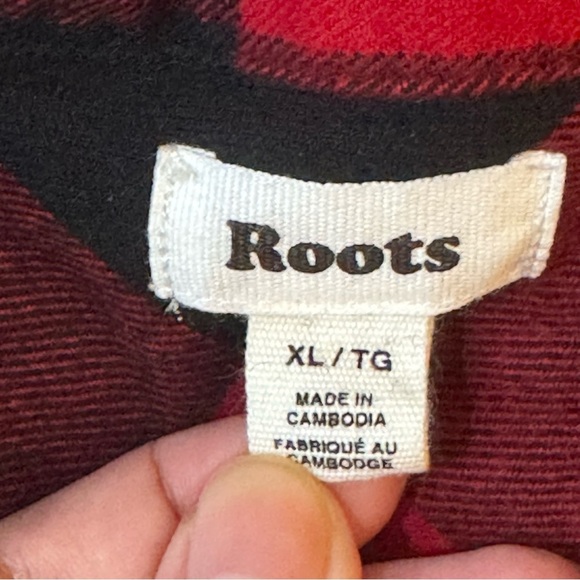 Roots
XL / TG
MADE IN
CAMBODIA
FABRIQUÉ AU
CAMBODGE